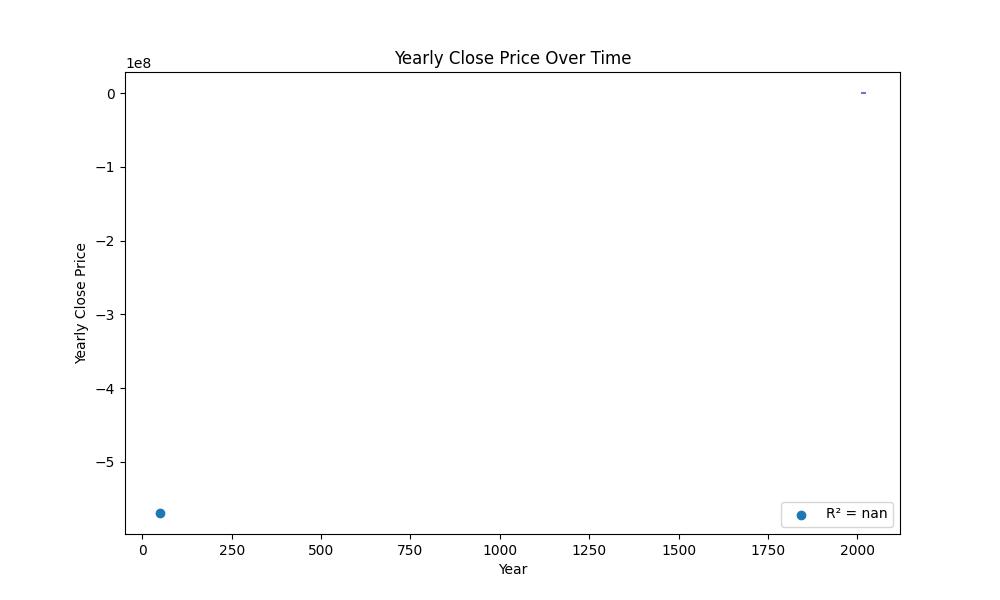 Yearly Close Price Over Time
1e8
0
−1
−2
−3
−4
−5
Yearly Close Price
R² = nan
0 250 500 750 1000 1250 1500 1750 2000
Year